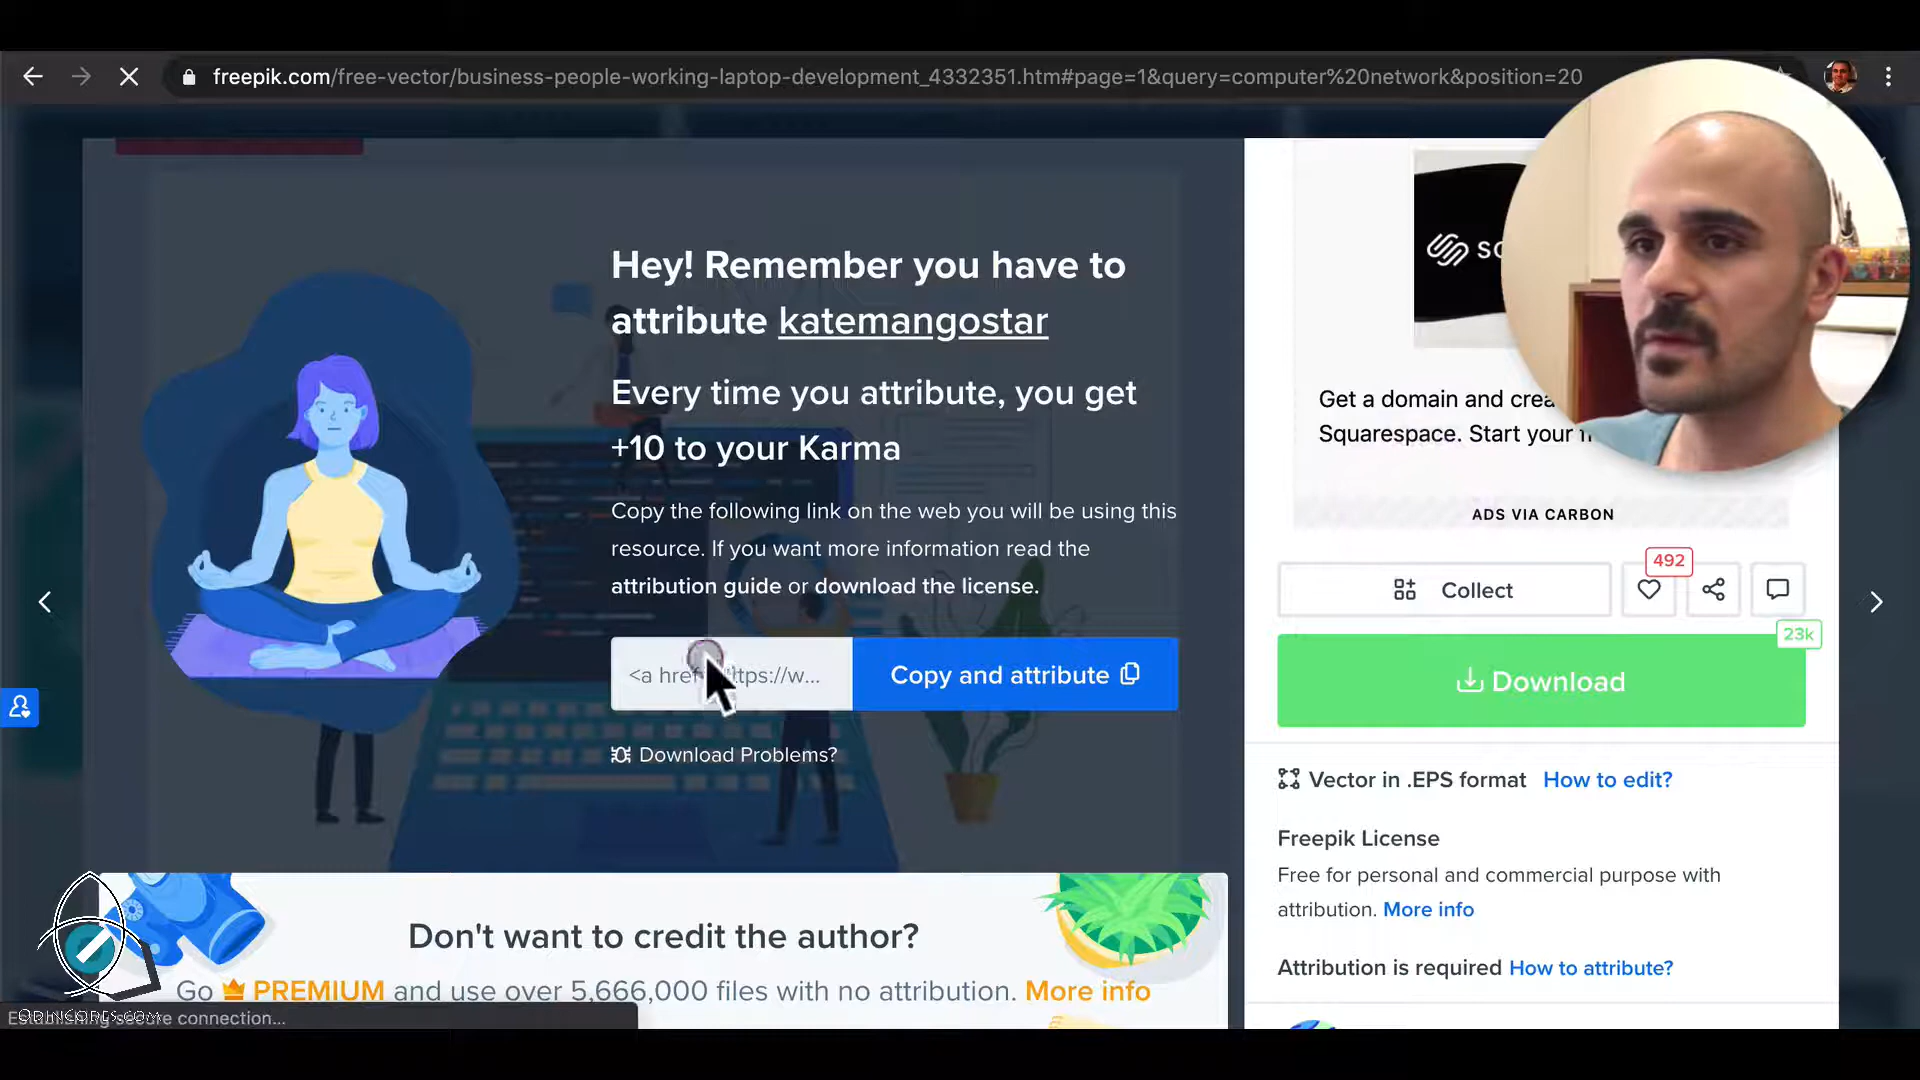 freepik.com/free-vector/business-people-working-laptop-development_4332351.htm#page=1&query=computer%20network&position=20
Hey! Remember you have to
attribute katemangostar
Every time you attribute, you get
+10 to your Karma
Copy the following link on the web you will be using this
resource. If you want more information read the
attribution guide or download the license.
<a href tps://w...
Copy and attribute
Download Problems?
Don't want to credit the author?
Go PREMIUM and use over 5,666,000 files with no attribution. More info
Establishing secure connection...
ODINCORDS.COM
Get a domain and crea
Squarespace. Start your
ADS VIA CARBON
Collect
492
23k
Download
Vector in .EPS format How to edit?
Freepik License
Free for personal and commercial purpose with
attribution. More info
Attribution is required How to attribute?